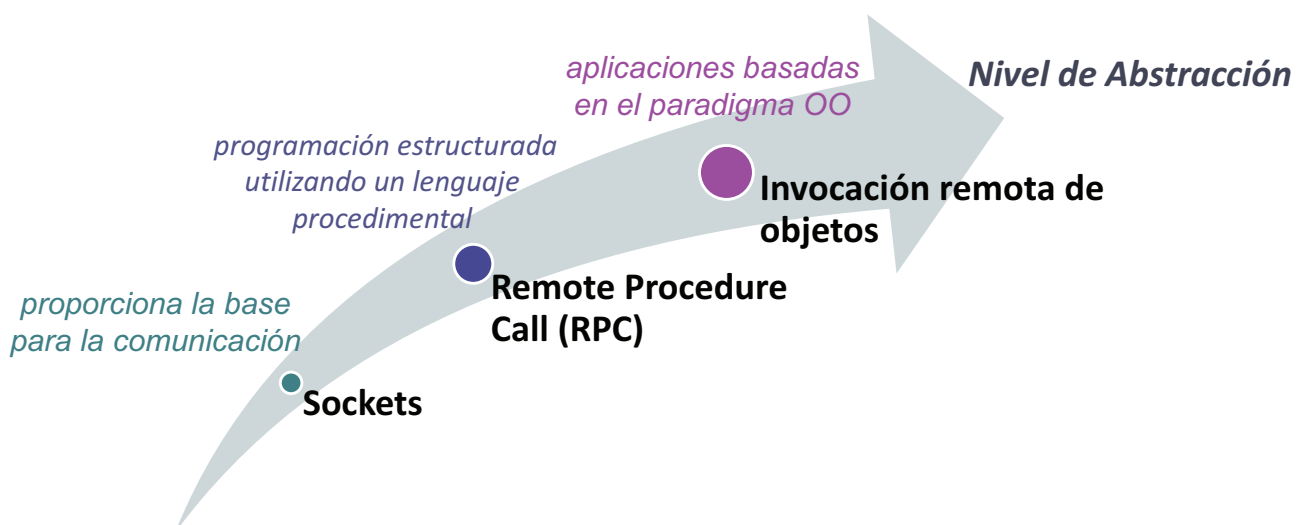 aplicaciones basadas
en el paradigma OO
Nivel de Abstracción
programación estructurada
utilizando un lenguaje
procedimental
Invocación remota de
objetos
proporciona la base
para la comunicación
Remote Procedure
Call (RPC)
Sockets